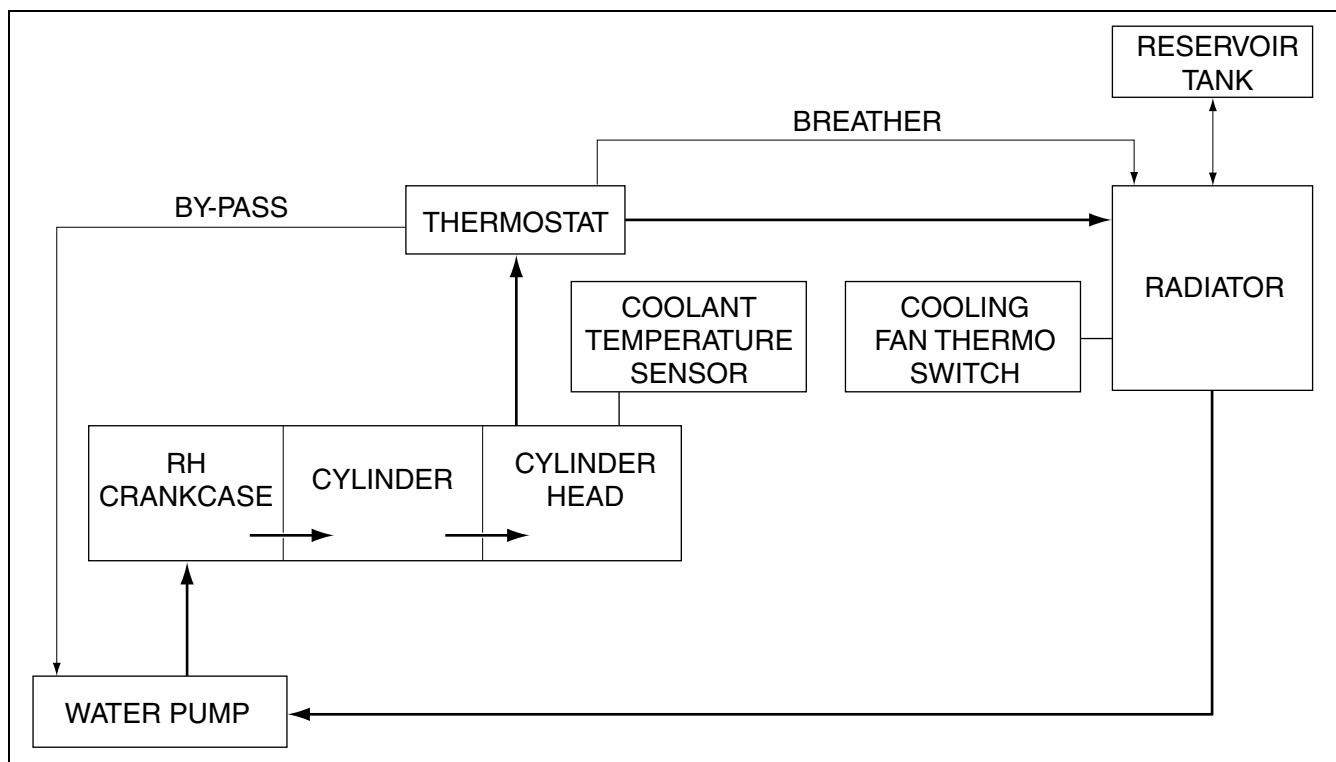 RESERVOIR
TANK
BREATHER
BY-PASS
THERMOSTAT
RADIATOR
COOLANT
TEMPERATURE
SENSOR
COOLING
FAN THERMO
SWITCH
RH
CRANKCASE
CYLINDER
CYLINDER
HEAD
WATER PUMP